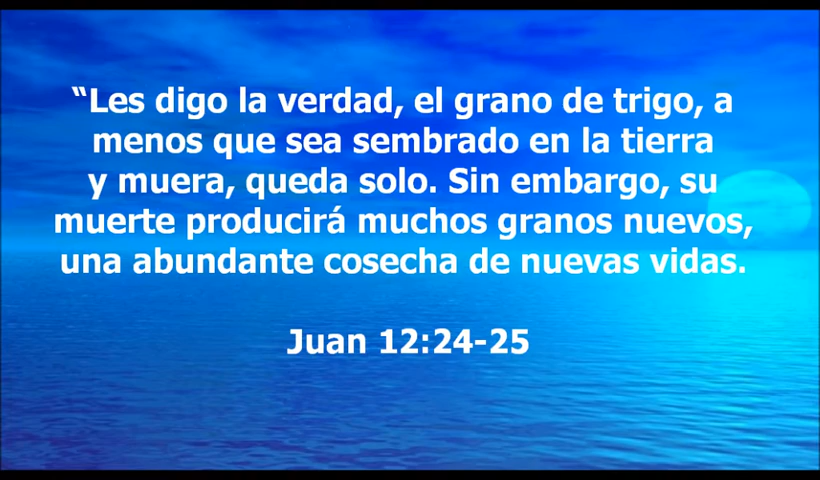 “Les digo la verdad, el grano de trigo, a
menos que sea sembrado en la tierra
y muera, queda solo. Sin embargo, su
muerte producirá muchos granos nuevos,
una abundante cosecha de nuevas vidas.
Juan 12:24-25